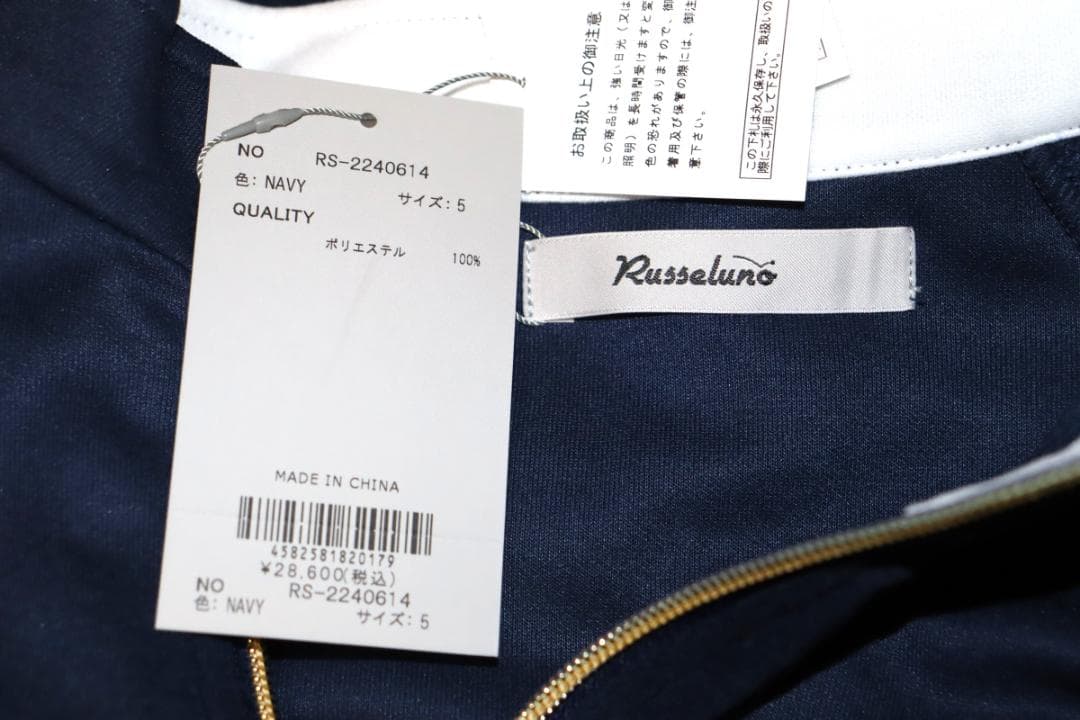 お取扱い上の御注意
この商品は、強い日光(又は
照明)を長時間受けますと変
色の恐れがありますので、御
着用及び保管の際には、御注
意下さい。
この下札は永久保存し、取扱いの
際にご利用して下さい。
NO RS-2240614
色: NAVY サイズ: 5
QUALITY
ポリエステル 100%
MADE IN CHINA
4582581820179
¥28,600(税込)
NO RS-2240614
色: NAVY サイズ: 5
Russeluno